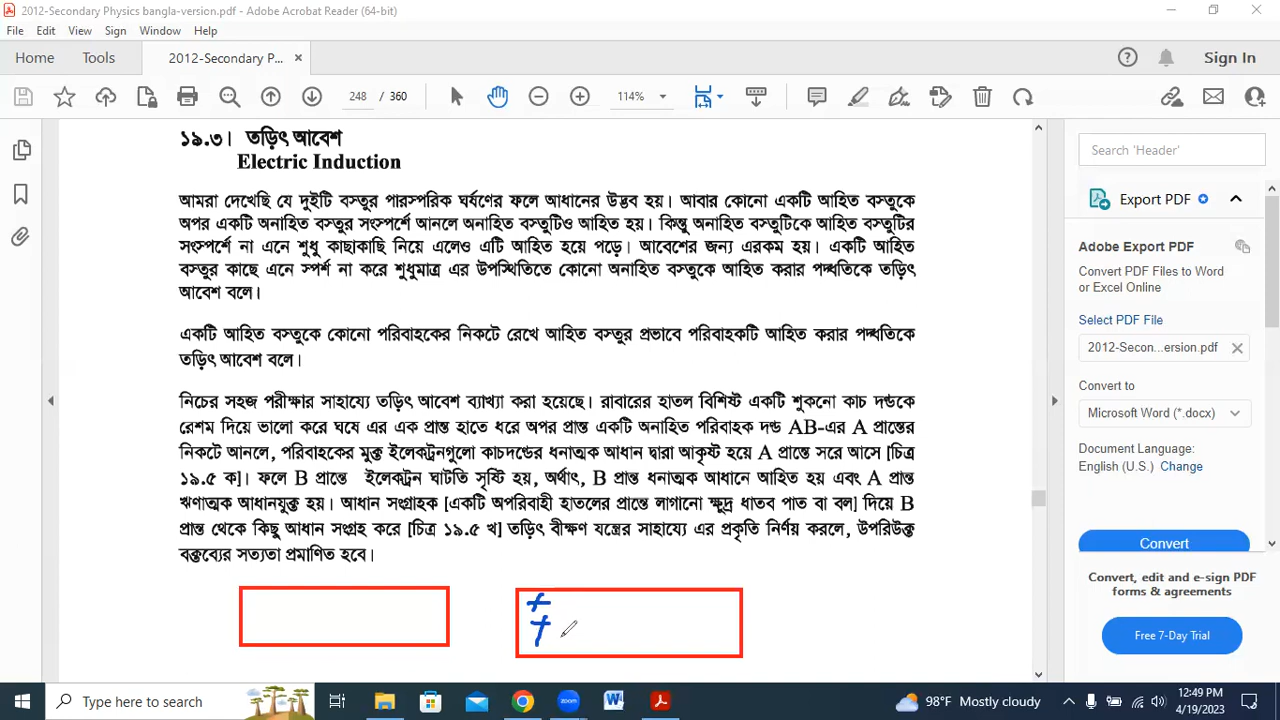 2012-Secondary Physics bangla-version.pdf - Adobe Acrobat Reader (64-bit)
File Edit View Sign Window Help
Home Tools 2012-Secondary P... × Sign In
248 / 360 114%
১৯.৩। তড়িৎ আবেশ
Electric Induction
আমরা দেখেছি যে দুইটি বস্তুর পারস্পরিক ঘর্ষণের ফলে আধানের উদ্ভব হয়। আবার কোনো একটি আহিত বস্তুকে
অপর একটি অনাহিত বস্তুর সংস্পর্শে আনলে অনাহিত বস্তুটিও আহিত হয়। কিন্তু অনাহিত বস্তুটিকে আহিত বস্তুটির
সংস্পর্শে না এনে শুধু কাছাকাছি নিয়ে এলেও এটি আহিত হয়ে পড়ে। আবেশের জন্য এরকম হয়। একটি আহিত
বস্তুর কাছে এনে স্পর্শ না করে শুধুমাত্র এর উপস্থিতিতে কোনো অনাহিত বস্তুকে আহিত করার পদ্ধতিকে তড়িৎ
আবেশ বলে।
একটি আহিত বস্তুকে কোনো পরিবাহকের নিকটে রেখে আহিত বস্তুর প্রভাবে পরিবাহকটি আহিত করার পদ্ধতিকে
তড়িৎ আবেশ বলে।
নিচের সহজ পরীক্ষার সাহায্যে তড়িৎ আবেশ ব্যাখ্যা করা হয়েছে। রাবারের হাতল বিশিষ্ট একটি শুকনো কাচ দন্ডকে
রেশম দিয়ে ভালো করে ঘষে এর এক প্রান্ত হাতে ধরে অপর প্রান্ত একটি অনাহিত পরিবাহক দন্ড AB-এর A প্রান্তের
নিকটে আনলে, পরিবাহকের মুক্ত ইলেকট্রনগুলো কাচদন্ডের ধনাত্মক আধান দ্বারা আকৃষ্ট হয়ে A প্রান্তে সরে আসে [চিত্র
১৯.৫ ক]। ফলে B প্রান্তে ইলেকট্রন ঘাটতি সৃষ্টি হয়, অর্থাৎ, B প্রান্ত ধনাত্মক আধানে আহিত হয় এবং A প্রান্ত
ঋণাত্মক আধানযুক্ত হয়। আধান সংগ্রাহক [একটি অপরিবাহী হাতলের প্রান্তে লাগানো ক্ষুদ্র ধাতব পাত বা বল] দিয়ে B
প্রান্ত থেকে কিছু আধান সংগ্রহ করে [চিত্র ১৯.৫ খ] তড়িৎ বীক্ষণ যন্ত্রের সাহায্যে এর প্রকৃতি নির্ণয় করলে, উপরিউক্ত
বক্তব্যের সত্যতা প্রমাণিত হবে।
+
+
Search 'Header'
Export PDF
Adobe Export PDF
Convert PDF Files to Word
or Excel Online
Select PDF File
2012-Secon...ersion.pdf ×
Convert to
Microsoft Word (*.docx)
Document Language:
English (U.S.) Change
Convert
Convert, edit and e-sign PDF
forms & agreements
Free 7-Day Trial
Type here to search
zoom
98°F Mostly cloudy
12:49 PM
4/19/2023